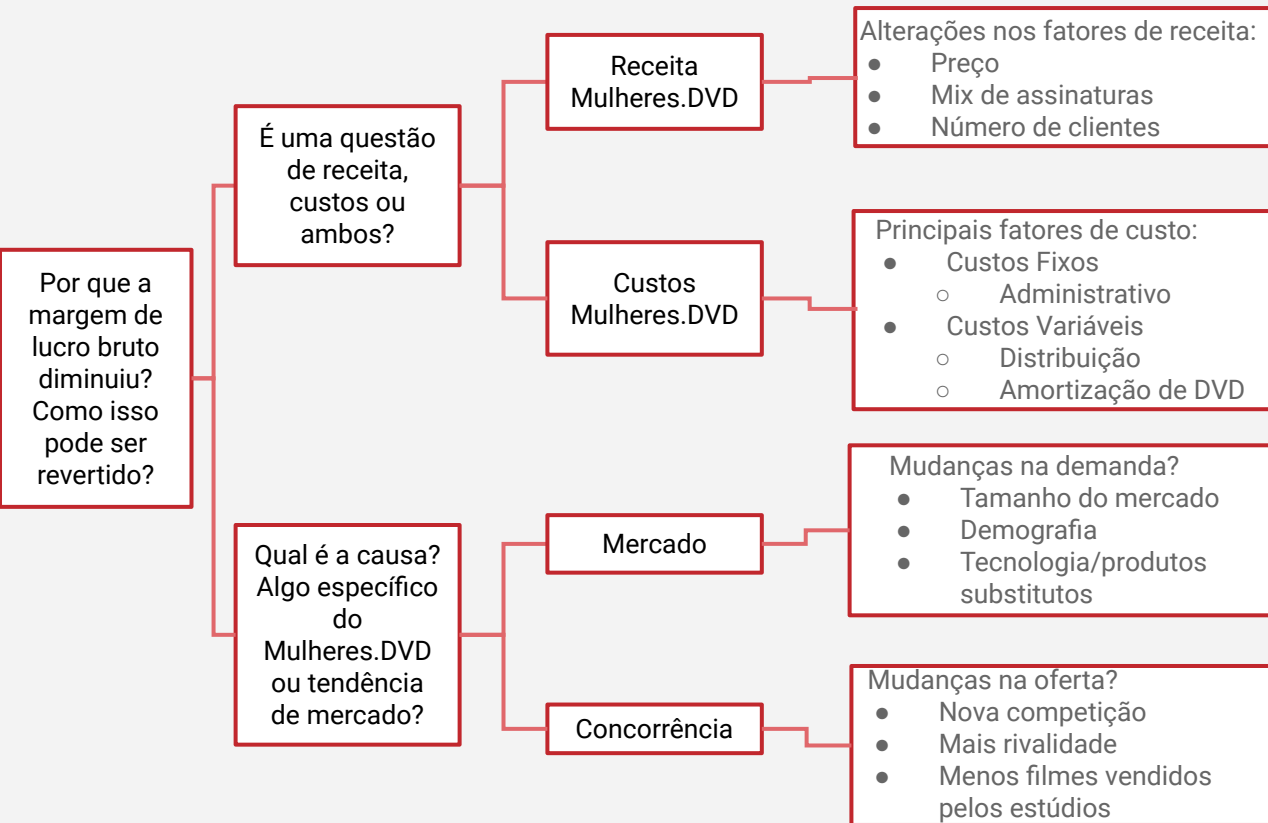 Por que a
margem de
lucro bruto
diminuiu?
Como isso
pode ser
revertido?
É uma questão
de receita,
custos ou
ambos?
Receita
Mulheres.DVD
Alterações nos fatores de receita:
● Preço
● Mix de assinaturas
● Número de clientes
Custos
Mulheres.DVD
Principais fatores de custo:
● Custos Fixos
○ Administrativo
● Custos Variáveis
○ Distribuição
○ Amortização de DVD
Qual é a causa?
Algo específico
do
Mulheres.DVD
ou tendência
de mercado?
Mercado
Mudanças na demanda?
● Tamanho do mercado
● Demografia
● Tecnologia/produtos
substitutos
Concorrência
Mudanças na oferta?
● Nova competição
● Mais rivalidade
● Menos filmes vendidos
pelos estúdios